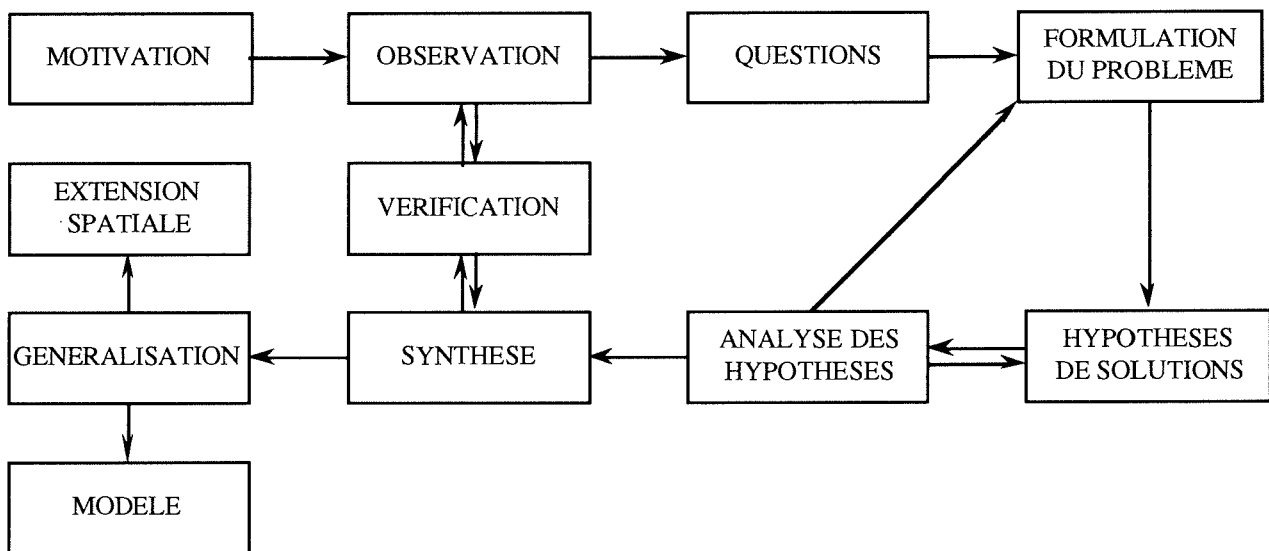 MOTIVATION
OBSERVATION
QUESTIONS
FORMULATION
DU PROBLEME
EXTENSION
SPATIALE
VERIFICATION
GENERALISATION
SYNTHESE
ANALYSE DES
HYPOTHESES
HYPOTHESES
DE SOLUTIONS
MODELE